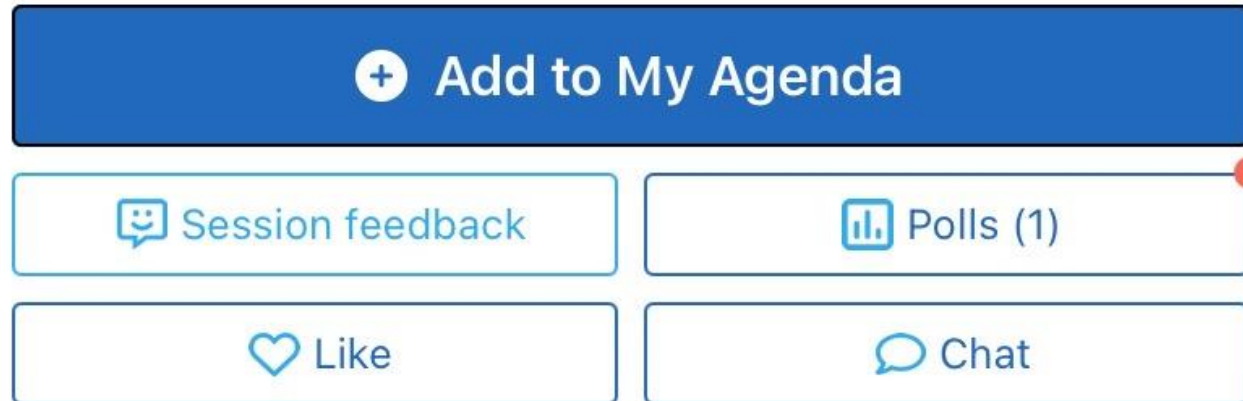 Add to My Agenda
Session feedback
Polls (1)
Like
Chat